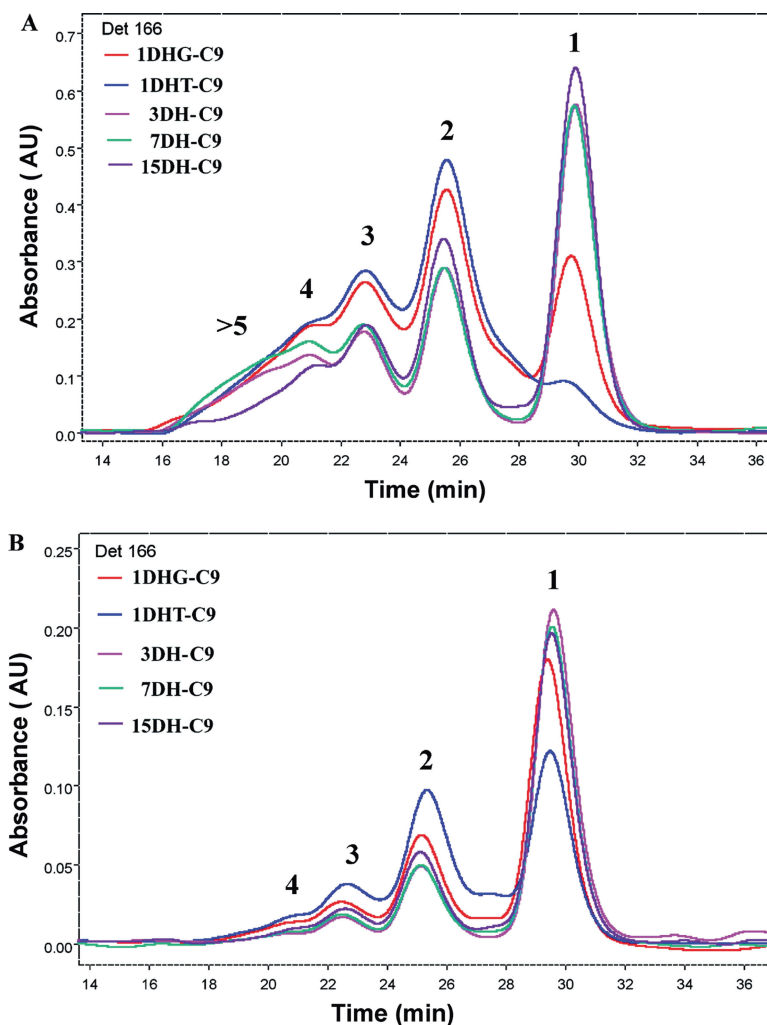 A
Det 166
1DHG-C9
1DHT-C9
3DH-C9
7DH-C9
15DH-C9
1
2
3
4
>5
0.7
0.6
0.5
0.4
0.3
0.2
0.1
0.0
Absorbance ( AU)
14 16 18 20 22 24 26 28 30 32 34 36
Time (min)
B
Det 166
1DHG-C9
1DHT-C9
3DH-C9
7DH-C9
15DH-C9
1
2
3
4
0.25
0.20
0.15
0.10
0.05
0.00
Absorbance ( AU)
14 16 18 20 22 24 26 28 30 32 34 36
Time (min)